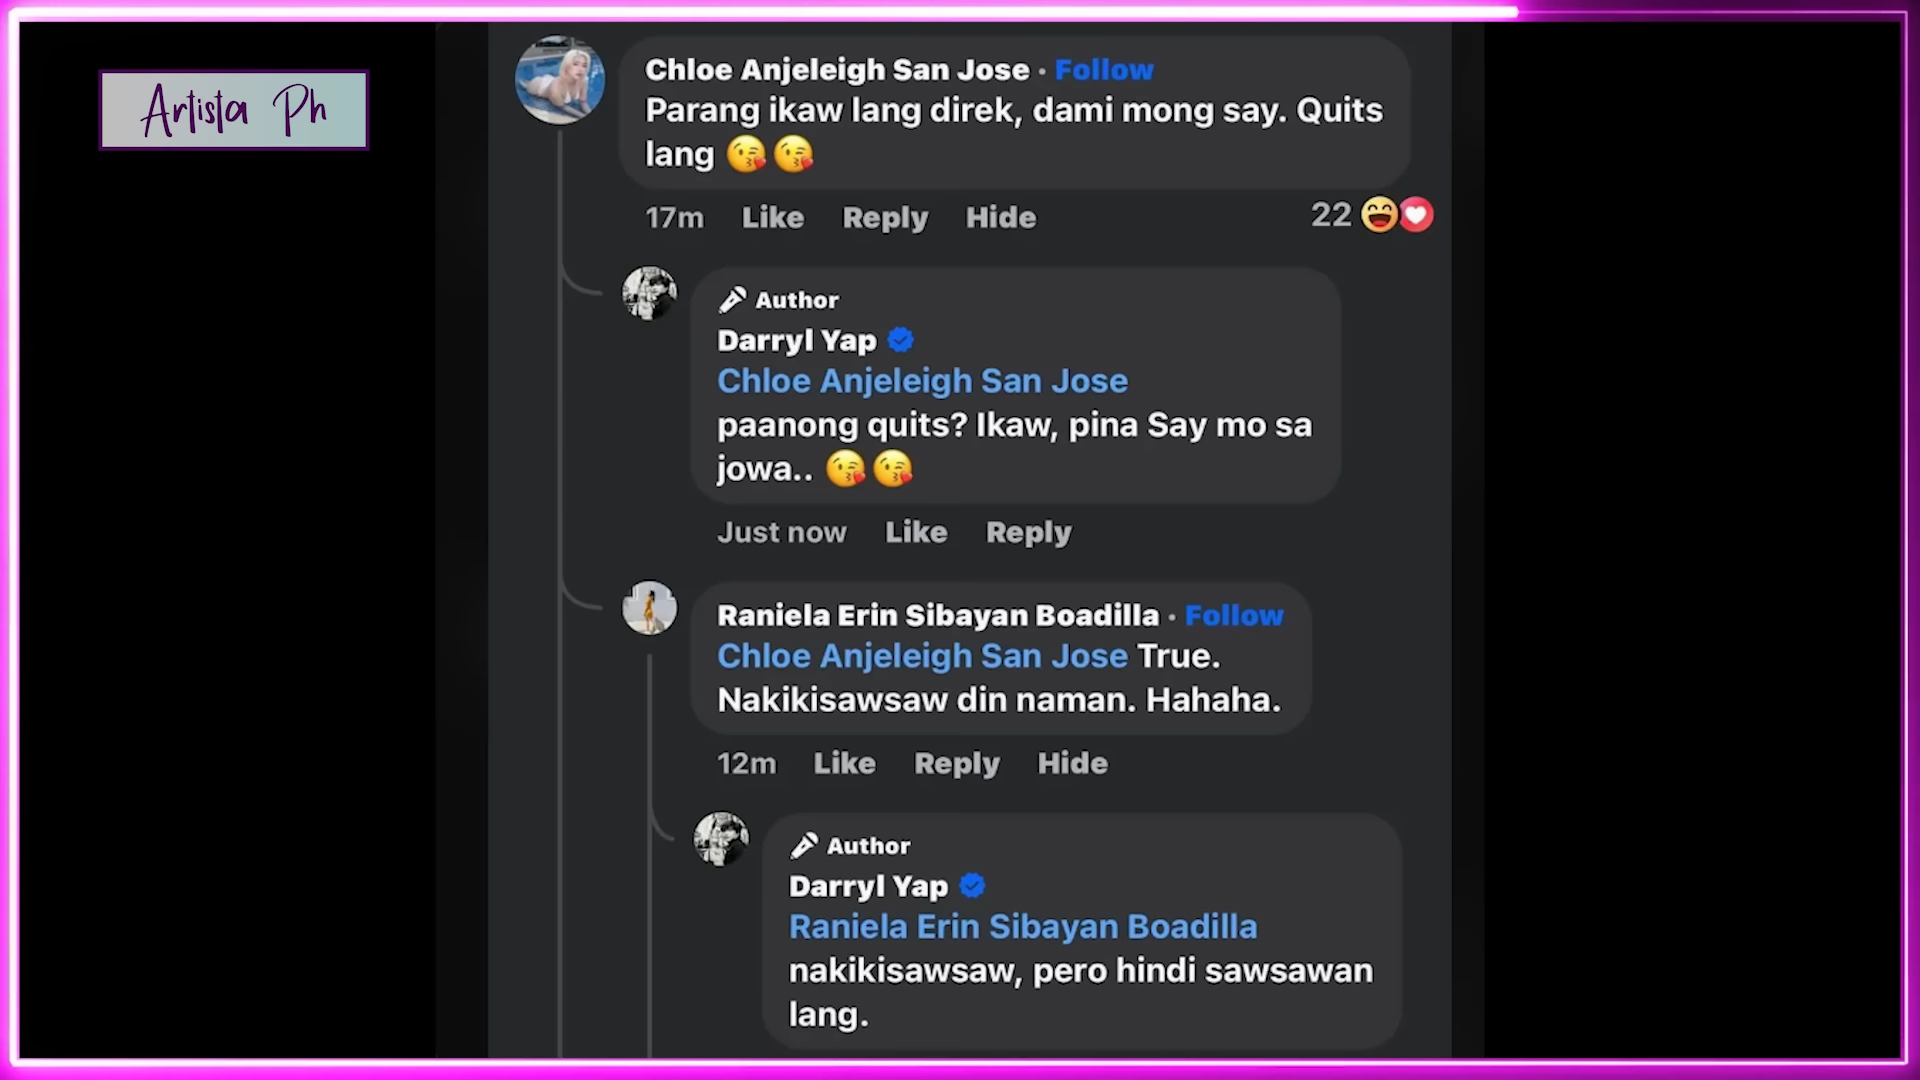 Artista Ph
Chloe Anjeleigh San Jose · Follow
Parang ikaw lang direk, dami mong say. Quits
lang 😘😘
17m Like Reply Hide 22
Author
Darryl Yap
Chloe Anjeleigh San Jose
paanong quits? Ikaw, pina Say mo sa
jowa.. 😘😘
Just now Like Reply
Raniela Erin Sibayan Boadilla · Follow
Chloe Anjeleigh San Jose True.
Nakikisawsaw din naman. Hahaha.
12m Like Reply Hide
Author
Darryl Yap
Raniela Erin Sibayan Boadilla
nakikisawsaw, pero hindi sawsawan
lang.